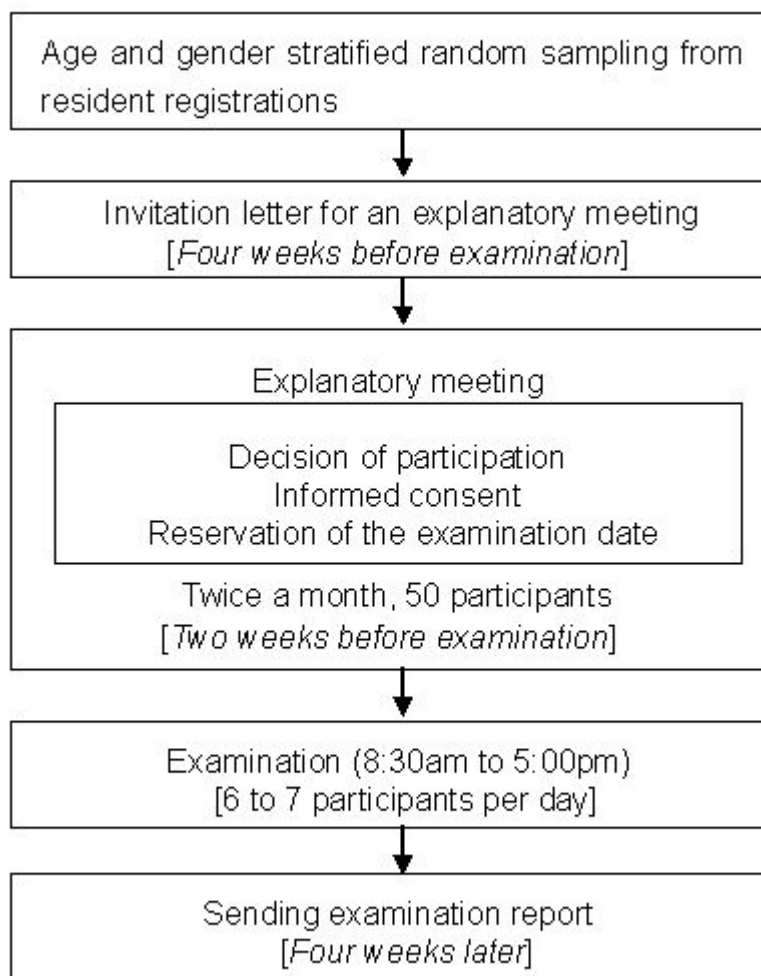 Age and gender stratified random sampling from
resident registrations
Invitation letter for an explanatory meeting
[Four weeks before examination]
Explanatory meeting
Decision of participation
Informed consent
Reservation of the examination date
Twice a month, 50 participants
[Two weeks before examination]
Examination (8:30am to 5:00pm)
[6 to 7 participants per day]
Sending examination report
[Four weeks later]